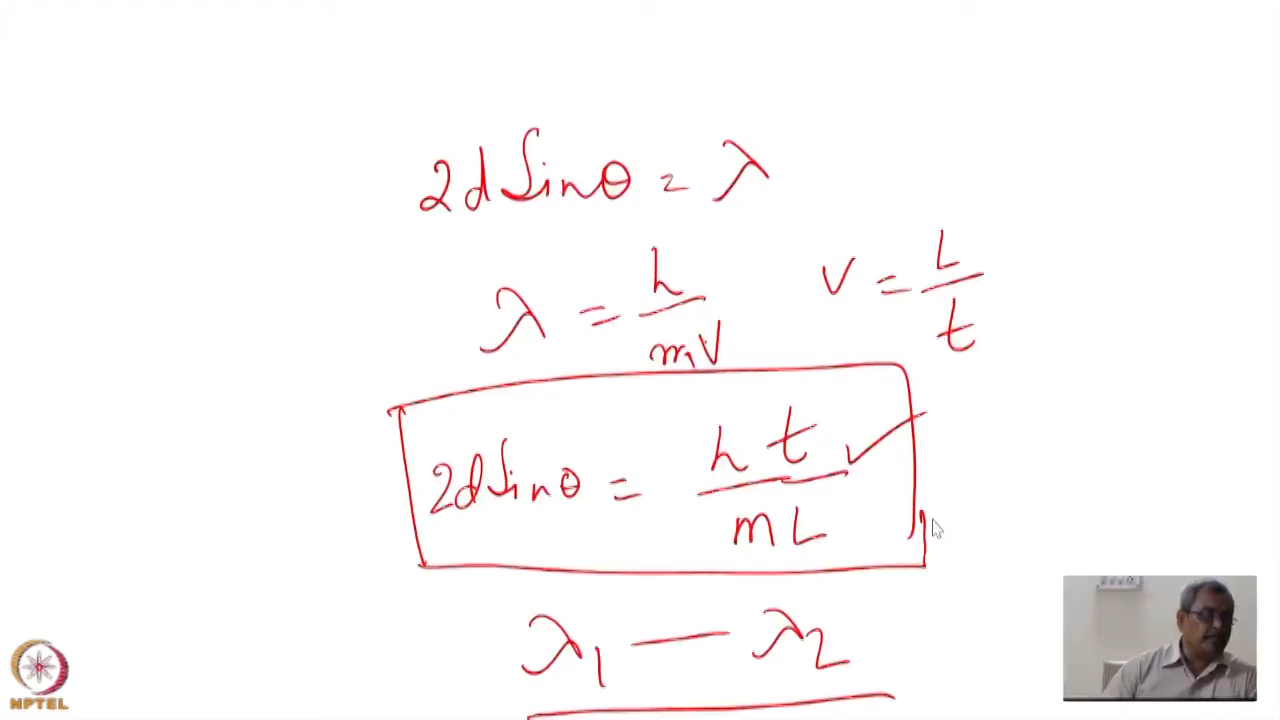 2d Sinθ = λ
λ = h/mV    V = L/t
2d Sinθ = ht/mL ✓
λ₁ — λ₂
NPTEL